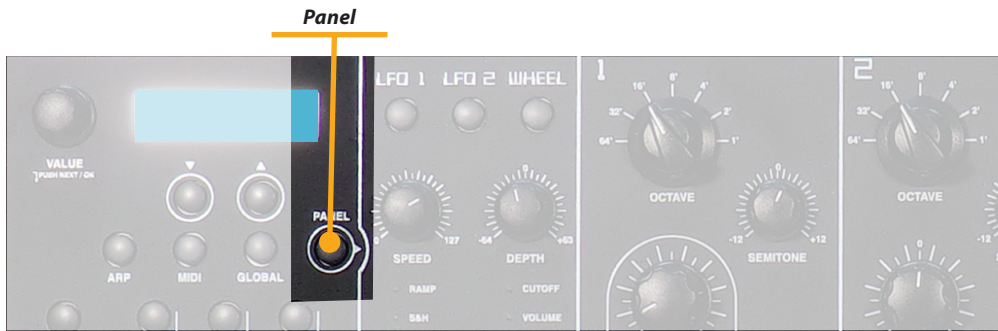 Panel
LFO 1 LFO 2 WHEEL
1
2
16' 8' 4'
32' 2'
64' 1'
OCTAVE
16' 8' 4'
32' 2'
64' 1'
OCTAVE
VALUE
PUSH NEXT / OK
▼ ▲
PANEL
0
0 127
SPEED
-64 +63
DEPTH
0
-12 +12
SEMITONE
0
-12
ARP MIDI GLOBAL
RAMP
CUTOFF
S&H
VOLUME